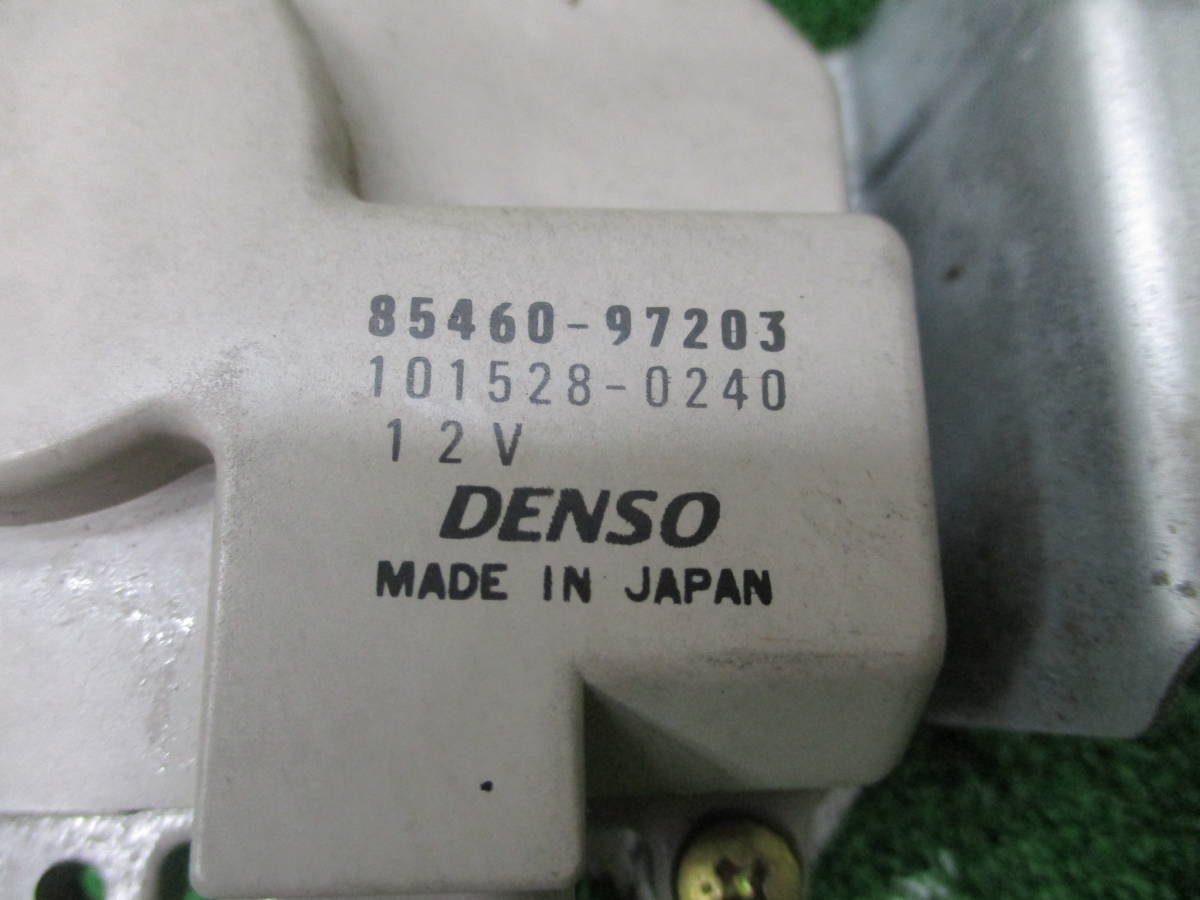 85460-97203
101528-0240
12V
DENSO
MADE IN JAPAN